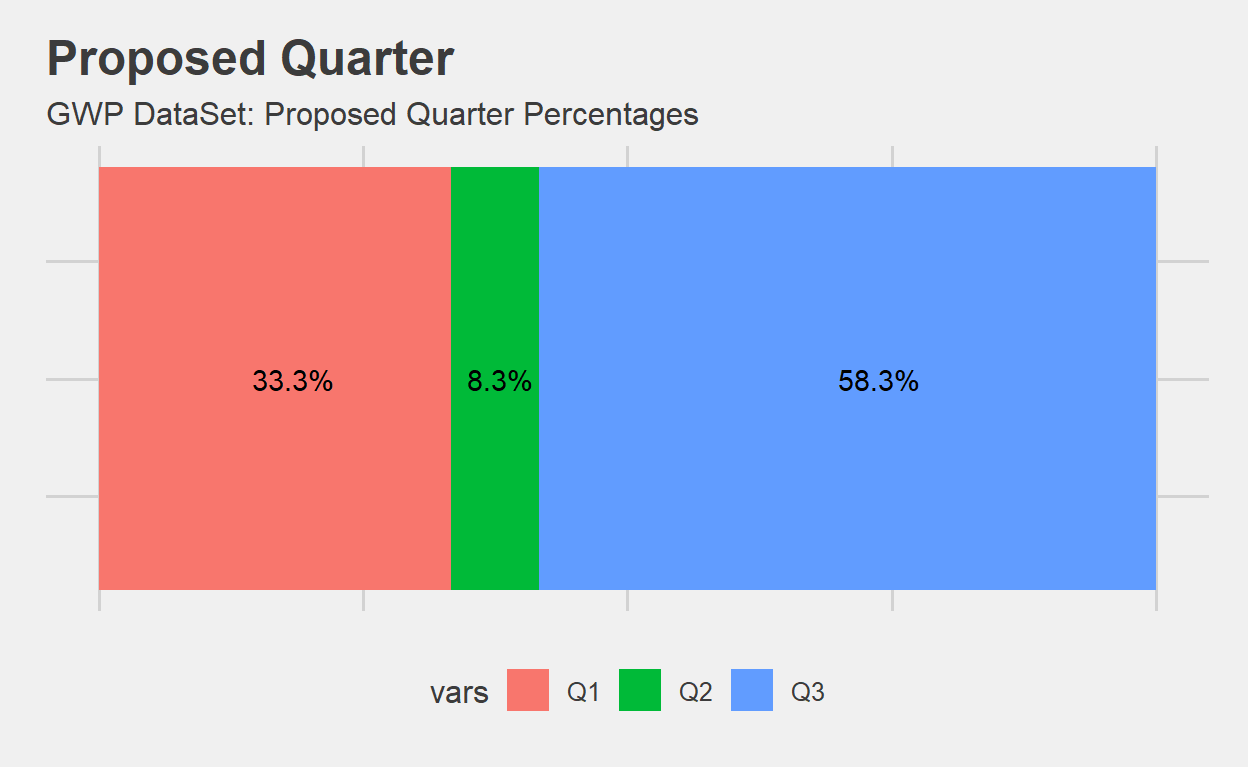 Proposed Quarter
GWP DataSet: Proposed Quarter Percentages
33.3% 8.3% 58.3%
vars Q1 Q2 Q3